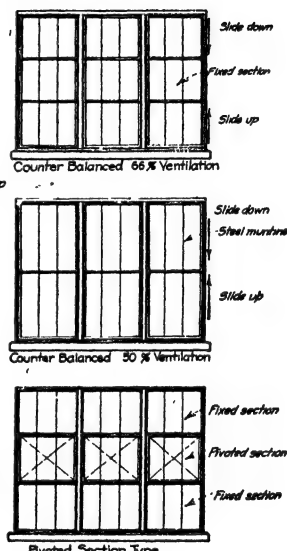 Slide down
Fixed section
Slide up
Counter Balanced 66% Ventilation
Slide down
Steel muntins
Slide up
Counter Balanced 50% Ventilation
Fixed section
Pivoted section
Fixed section
Pivoted Section Type